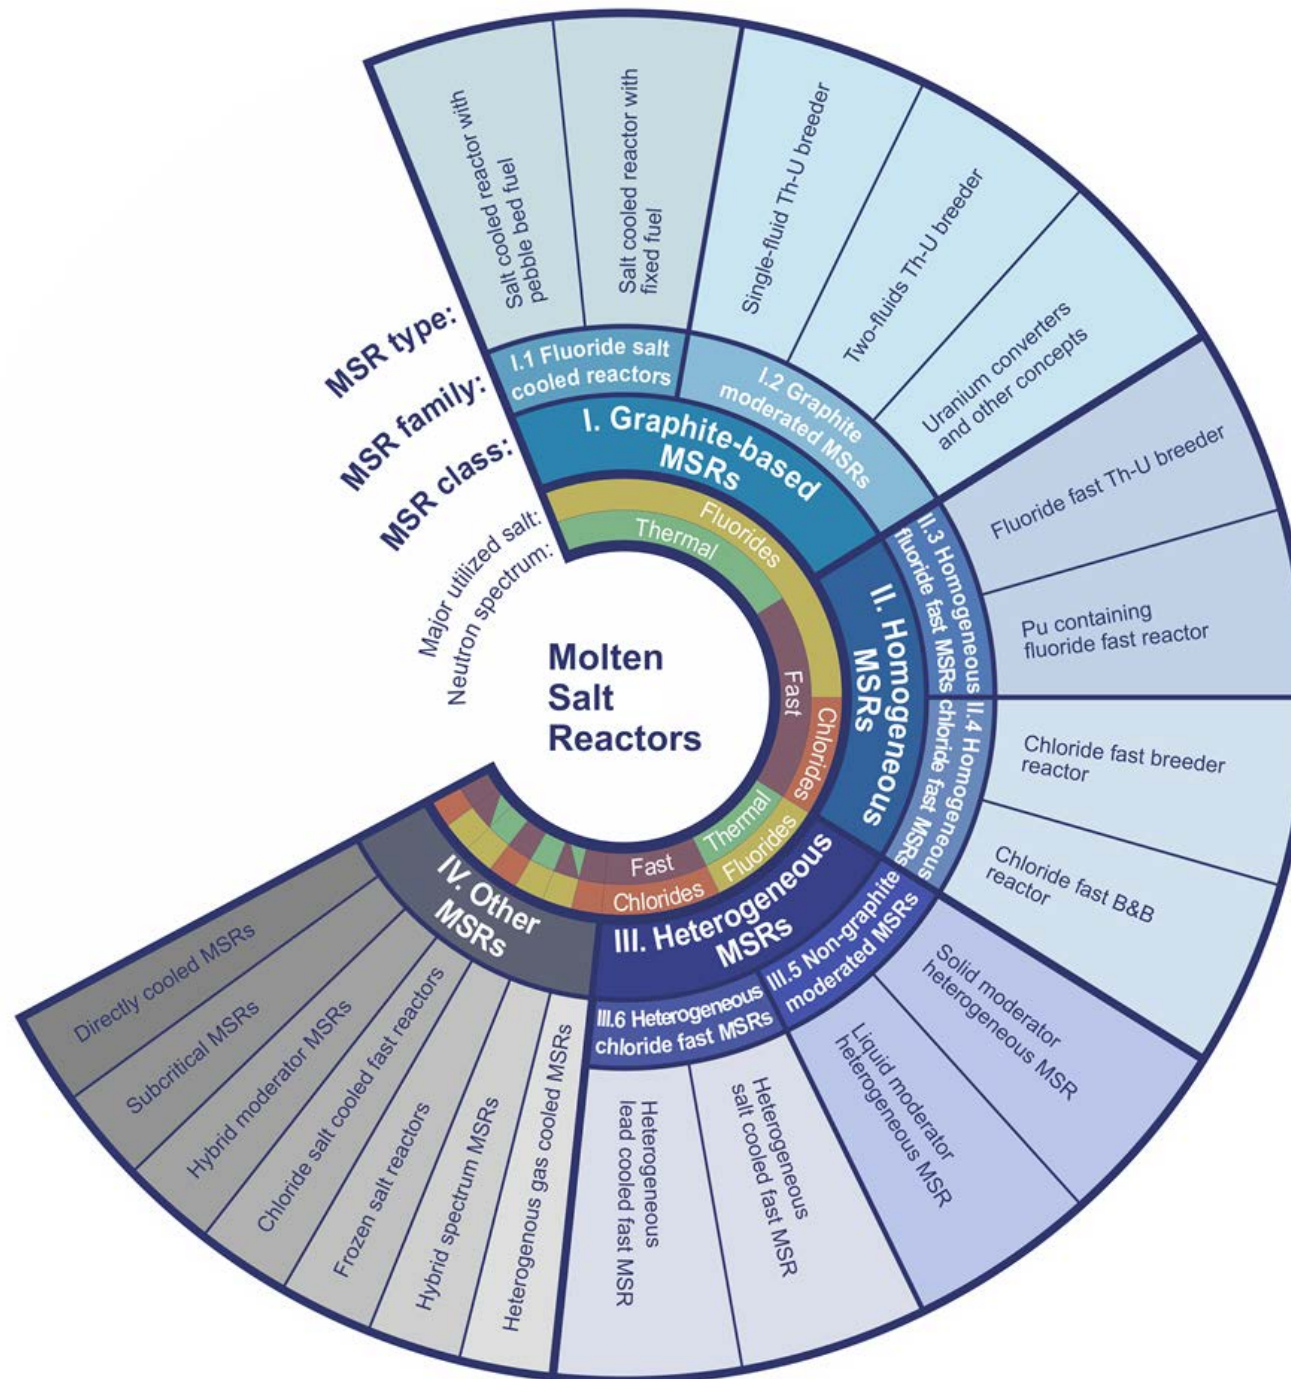 Molten
Salt
Reactors
MSR type:
MSR family:
MSR class:
Major utilized salt:
Neutron spectrum:
Salt cooled reactor with
pebble bed fuel
Salt cooled reactor with
fixed fuel
Single-fluid Th-U breeder
Two-fluids Th-U breeder
Uranium converters
and other concepts
Fluoride fast Th-U breeder
Pu containing
fluoride fast reactor
Chloride fast breeder
reactor
Chloride fast B&B
reactor
Solid moderator
heterogeneous MSR
Liquid moderator
heterogeneous MSR
Heterogeneous
salt cooled fast MSR
Heterogeneous
lead cooled fast MSR
Heterogenous gas cooled MSRs
Hybrid spectrum MSRs
Frozen salt reactors
Chloride salt cooled fast reactors
Hybrid moderator MSRs
Subcritical MSRs
Directly cooled MSRs
I.1 Fluoride salt
cooled reactors
I.2 Graphite
moderated MSRs
II.3 Homogeneous
fluoride fast MSRs
II.4 Homogeneous
chloride fast MSRs
III.5 Non-graphite
moderated MSRs
III.6 Heterogeneous
chloride fast MSRs
I. Graphite-based
MSRs
II. Homogeneous
MSRs
III. Heterogeneous
MSRs
IV. Other
MSRs
Fluorides
Chlorides
Fluorides
Chlorides
Thermal
Fast
Thermal
Fast